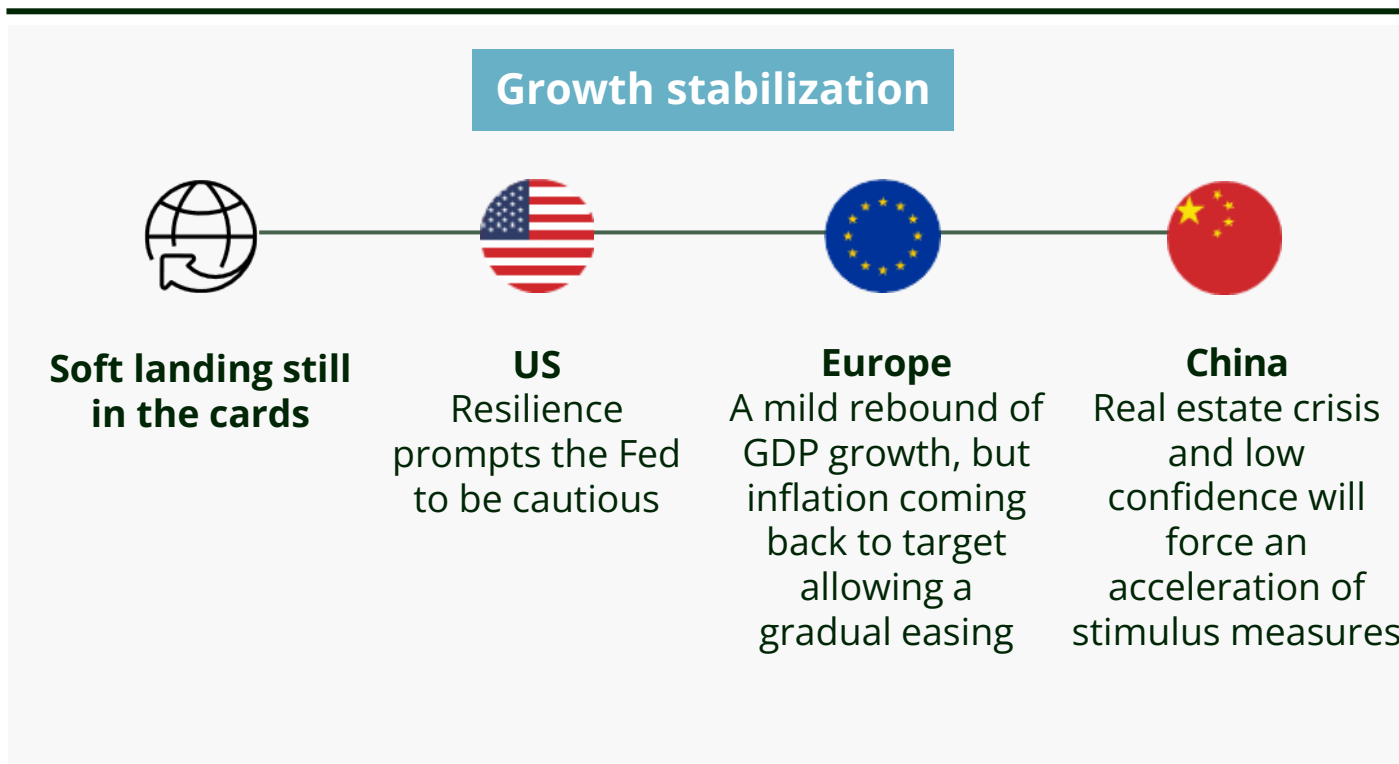 Growth stabilization
Soft landing still
in the cards
US
Resilience
prompts the Fed
to be cautious
Europe
A mild rebound of
GDP growth, but
inflation coming
back to target
allowing a
gradual easing
China
Real estate crisis
and low
confidence will
force an
acceleration of
stimulus measures